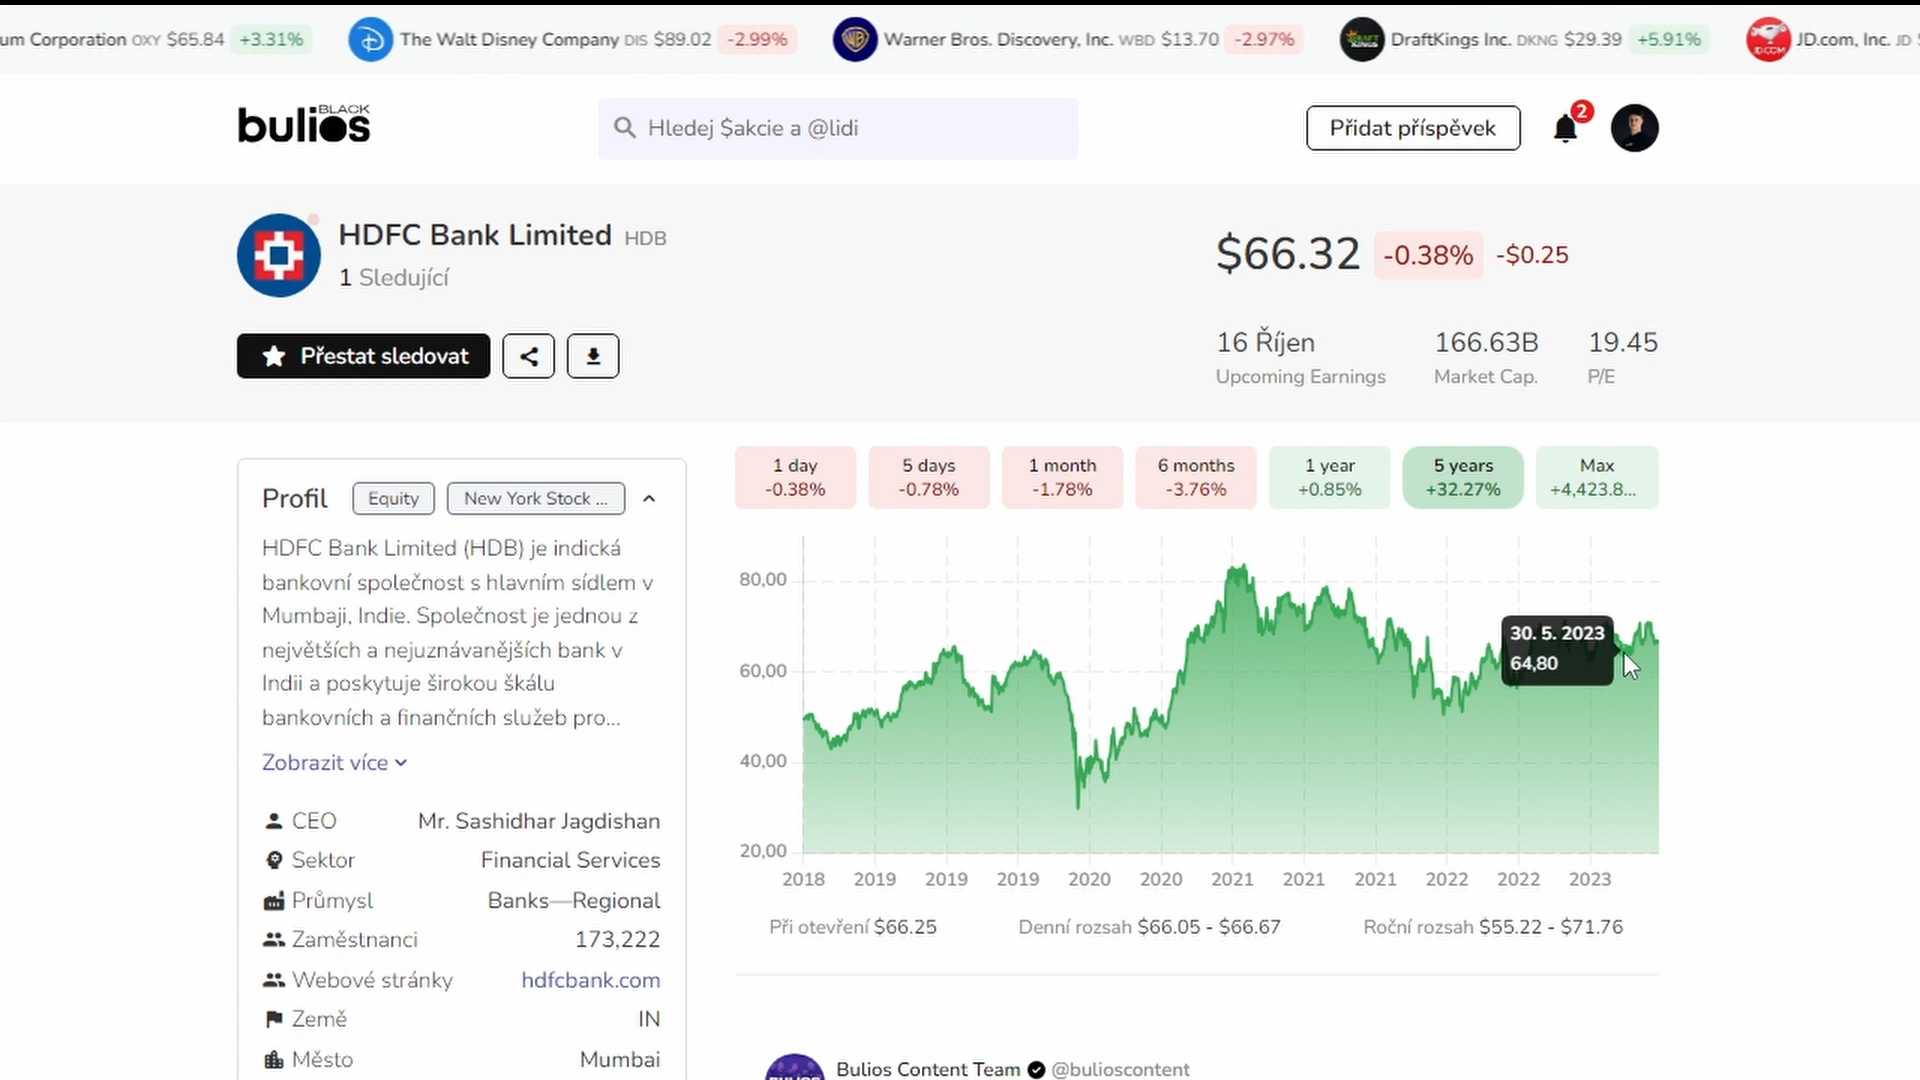 um Corporation OXY $65.84 +3.31% The Walt Disney Company DIS $89.02 -2.99% Warner Bros. Discovery, Inc. WBD $13.70 -2.97% DraftKings Inc. DKNG $29.39 +5.91% JD.com, Inc. JD
bulios BLACK
Hledej $akcie a @lidi
Přidat příspěvek
2
HDFC Bank Limited HDB
1 Sledující
Přestat sledovat
$66.32 -0.38% -$0.25
16 Říjen 166.63B 19.45
Upcoming Earnings Market Cap. P/E
Profil Equity New York Stock ...
HDFC Bank Limited (HDB) je indická
bankovní společnost s hlavním sídlem v
Mumbaji, Indie. Společnost je jednou z
největších a nejuznávanějších bank v
Indii a poskytuje širokou škálu
bankovních a finančních služeb pro...
Zobrazit více
CEO Mr. Sashidhar Jagdishan
Sektor Financial Services
Průmysl Banks—Regional
Zaměstnanci 173,222
Webové stránky hdfcbank.com
Země IN
Město Mumbai
1 day 5 days 1 month 6 months 1 year 5 years Max
-0.38% -0.78% -1.78% -3.76% +0.85% +32.27% +4,423.8...
80,00
60,00
40,00
20,00
30. 5. 2023
64,80
2018 2019 2019 2019 2020 2020 2021 2021 2021 2022 2022 2023
Při otevření $66.25 Denní rozsah $66.05 - $66.67 Roční rozsah $55.22 - $71.76
Bulios Content Team @bulioscontent